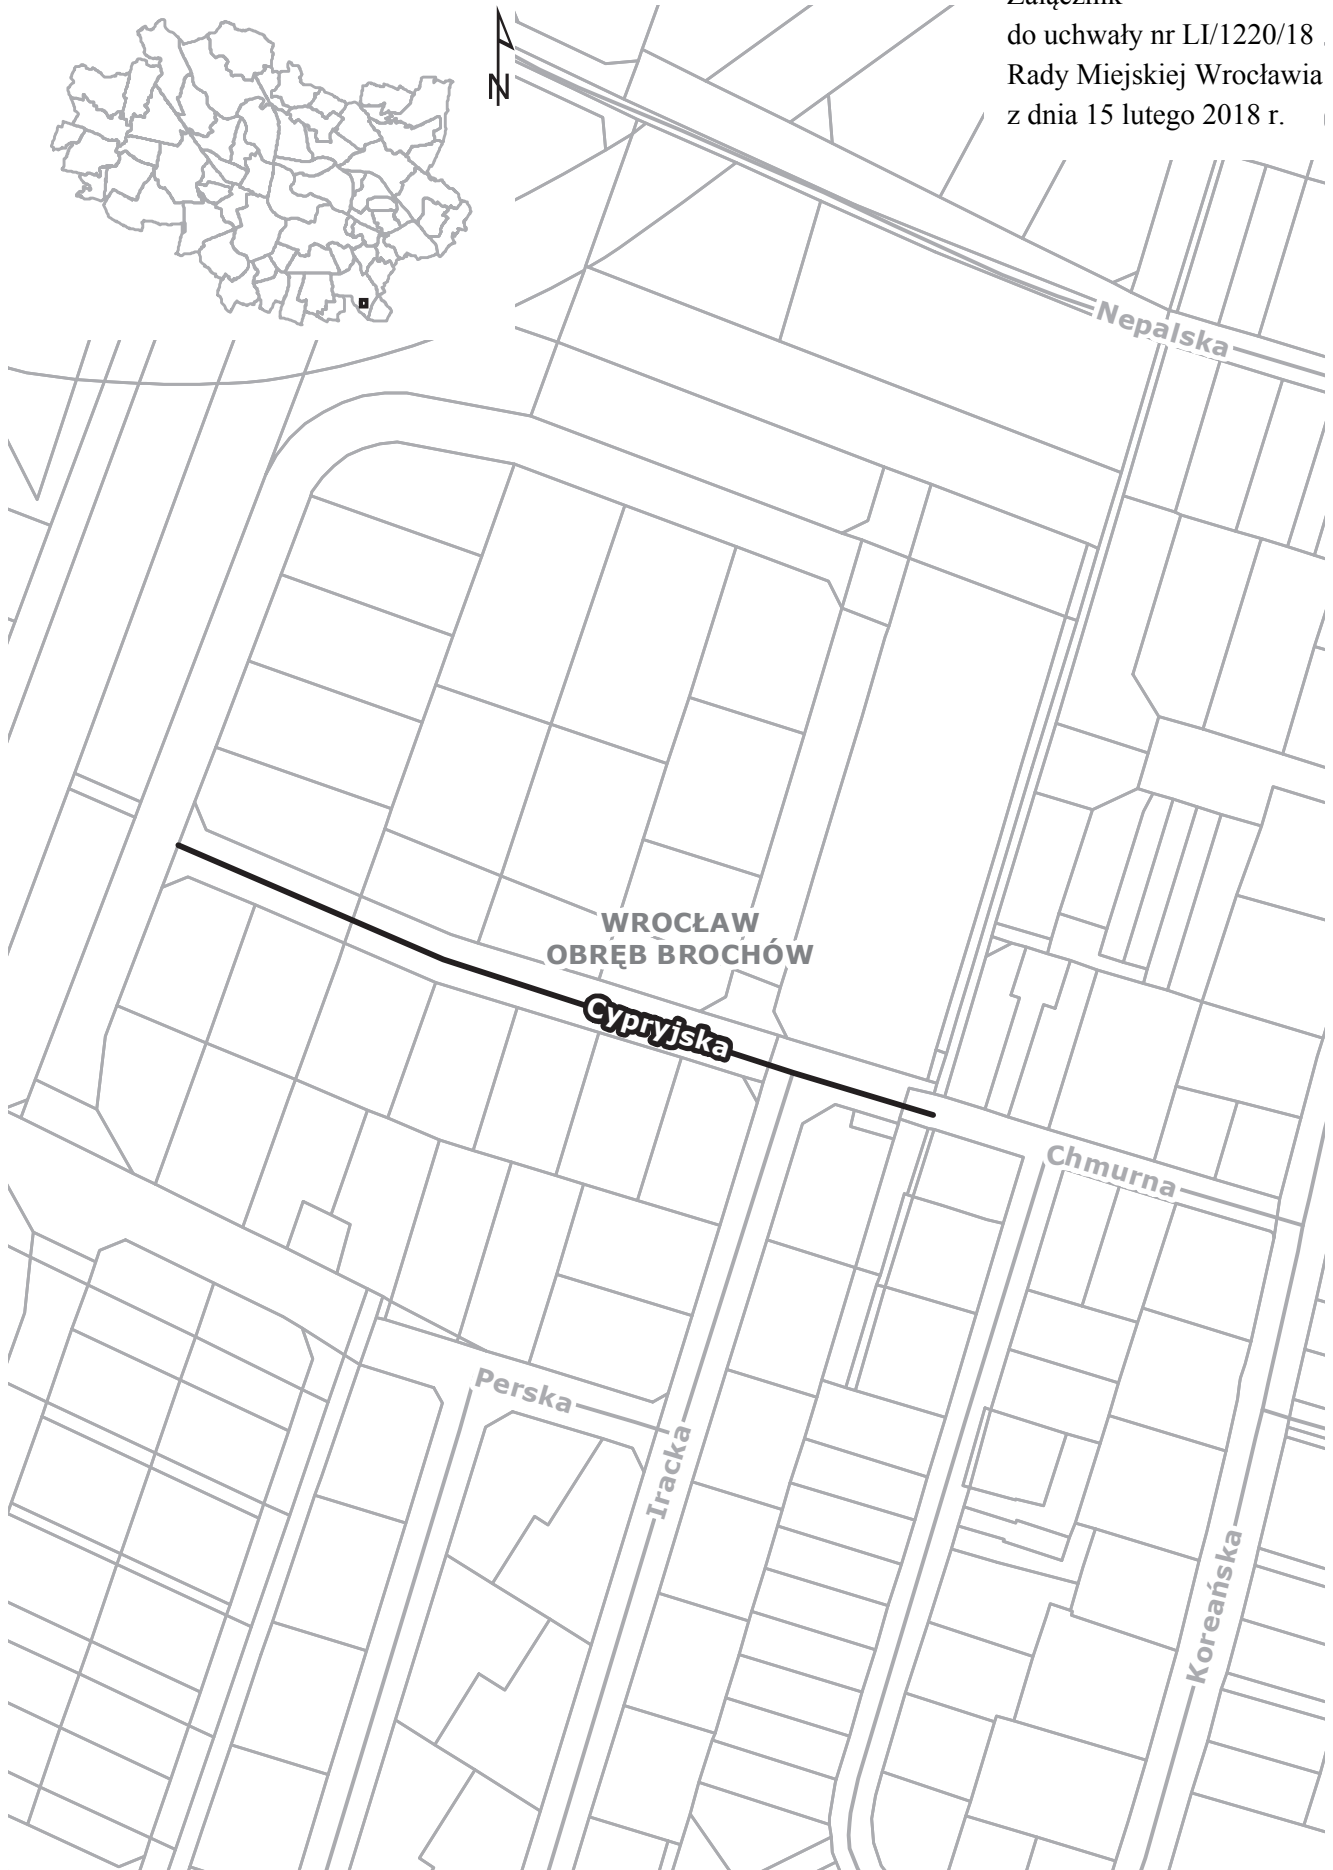 Załącznik
do uchwały nr LI/1220/18
Rady Miejskiej Wrocławia
z dnia 15 lutego 2018 r.
N
Nepalska
WROCŁAW
OBRĘB BROCHÓW
Cypryjska
Chmurna
Perska
Iracka
Koreańska